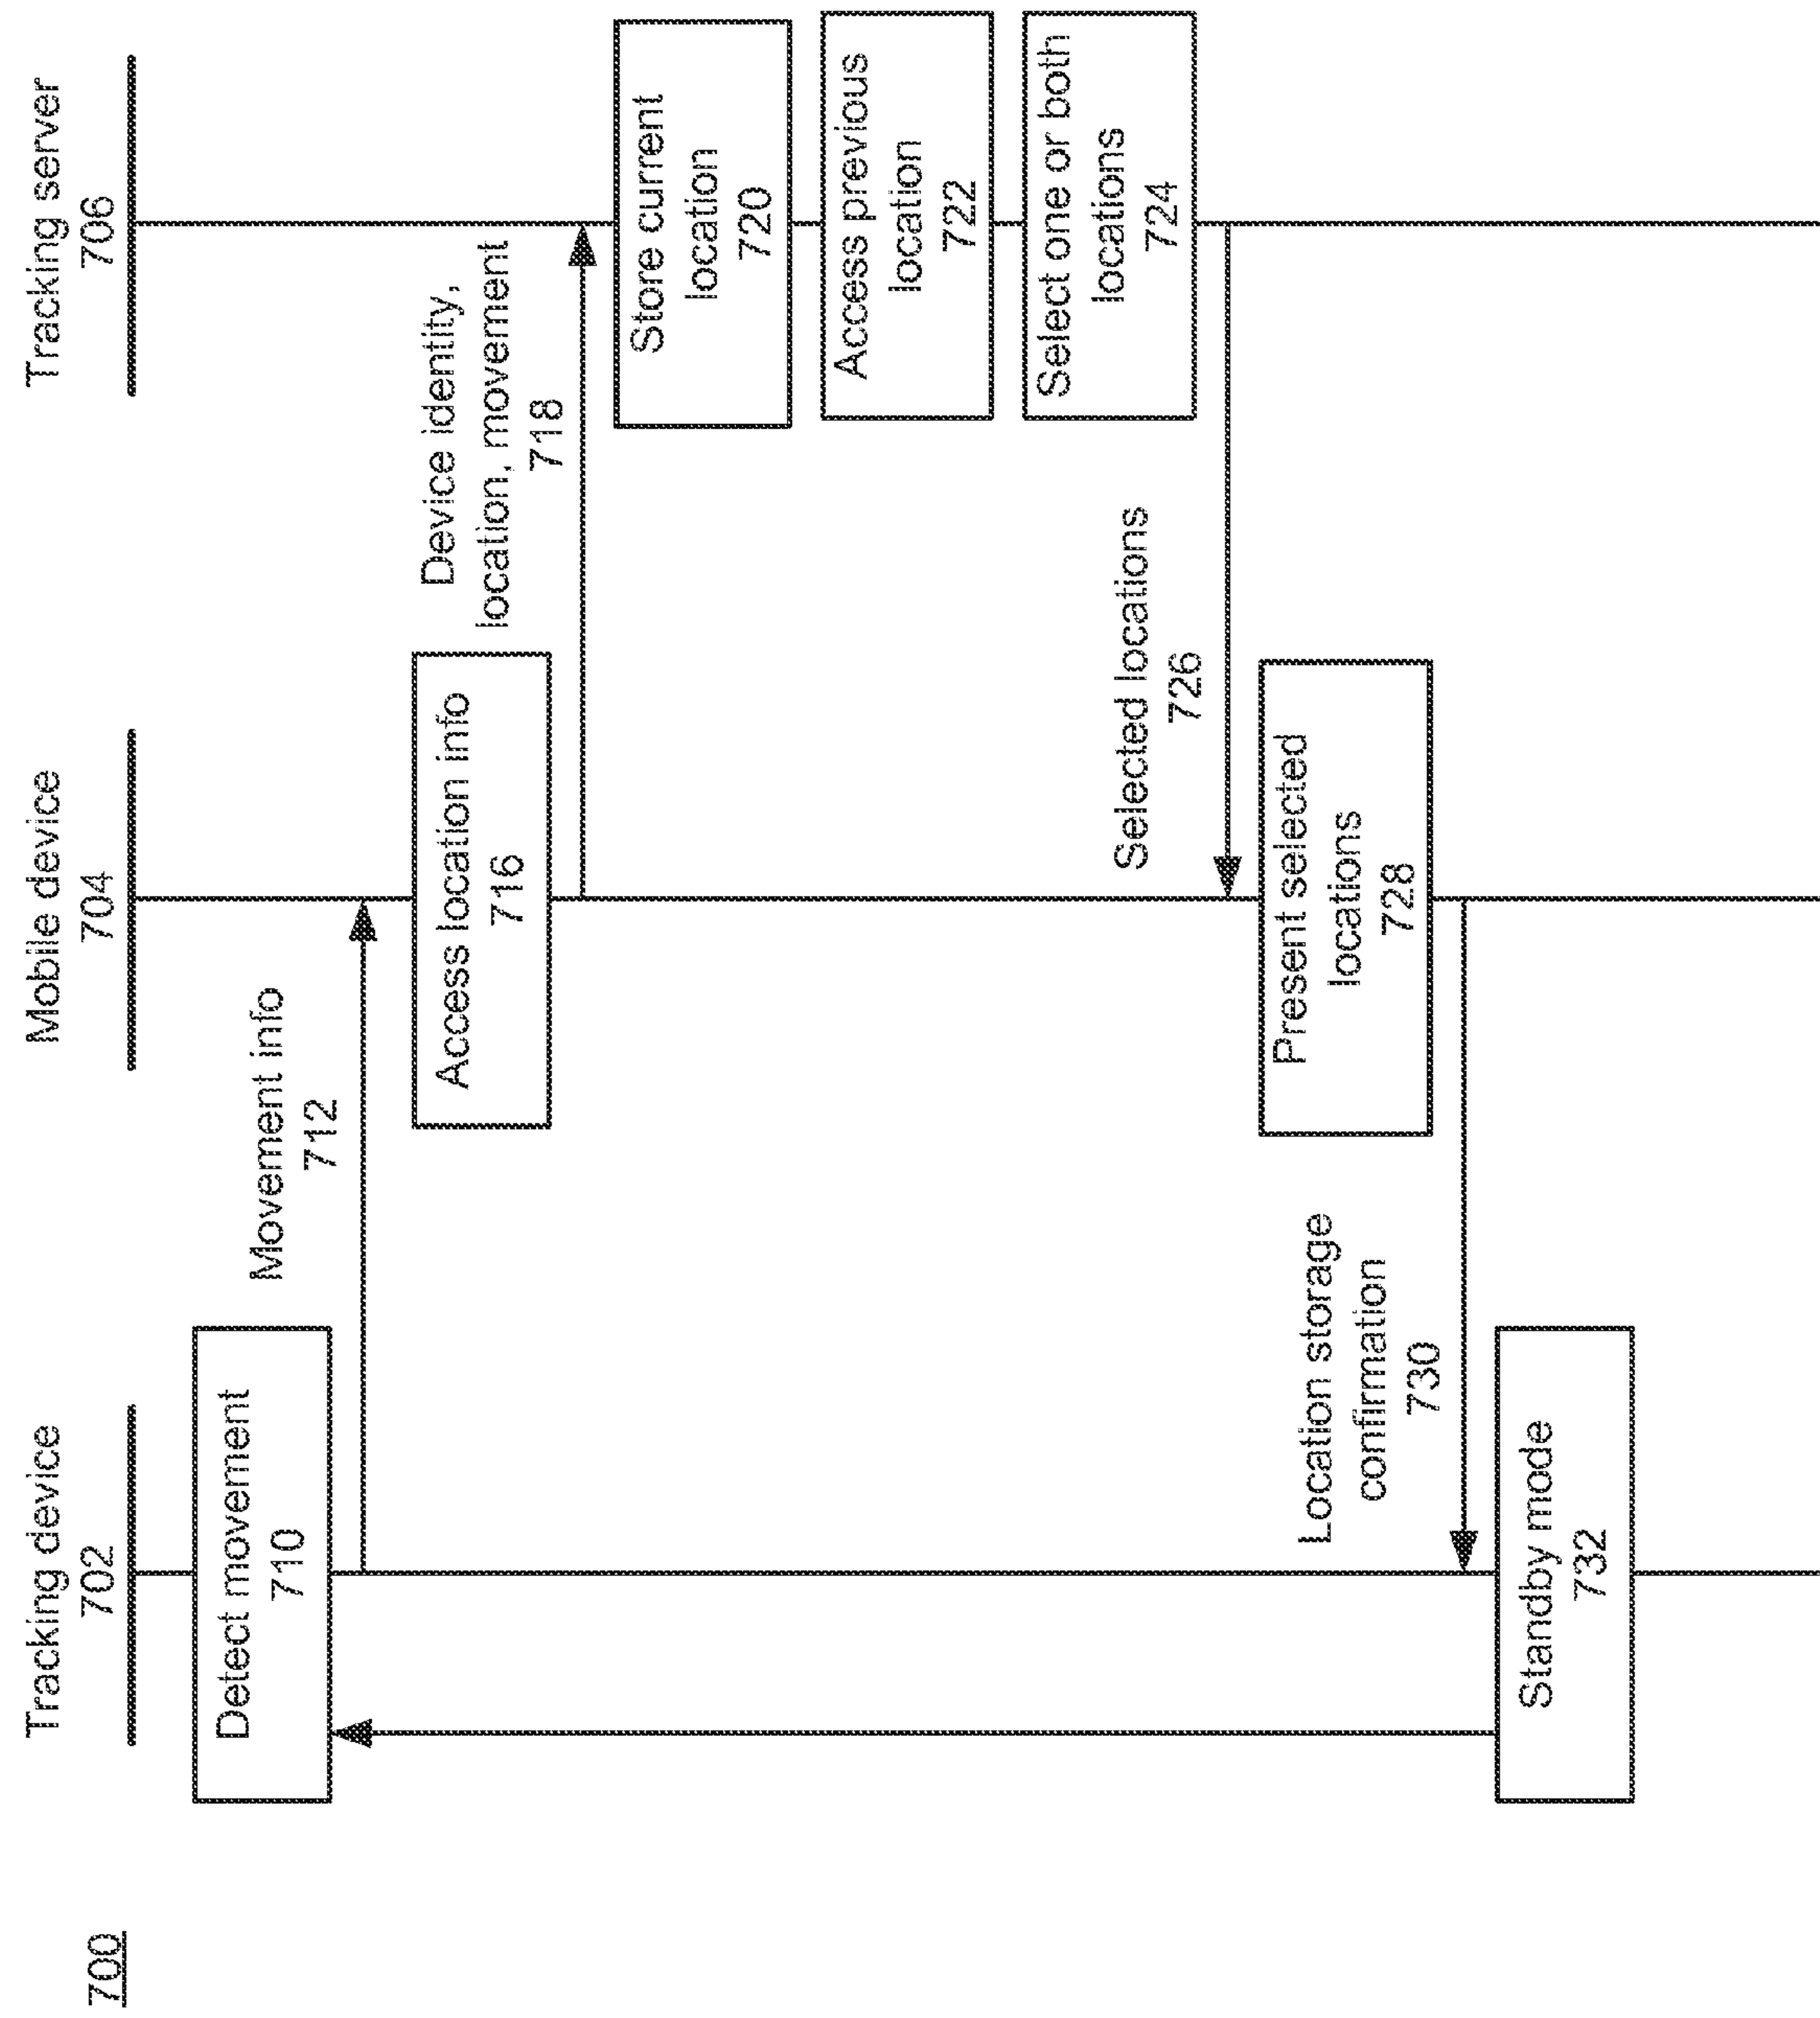 700
Tracking device
702
Mobile device
704
Tracking server
706
Detect movement
710
Movement info
712
Access location info
716
Device identity,
location, movement
718
Store current
location
720
Access previous
location
722
Select one or both
locations
724
Selected locations
726
Present selected
locations
728
Location storage
confirmation
730
Standby mode
732